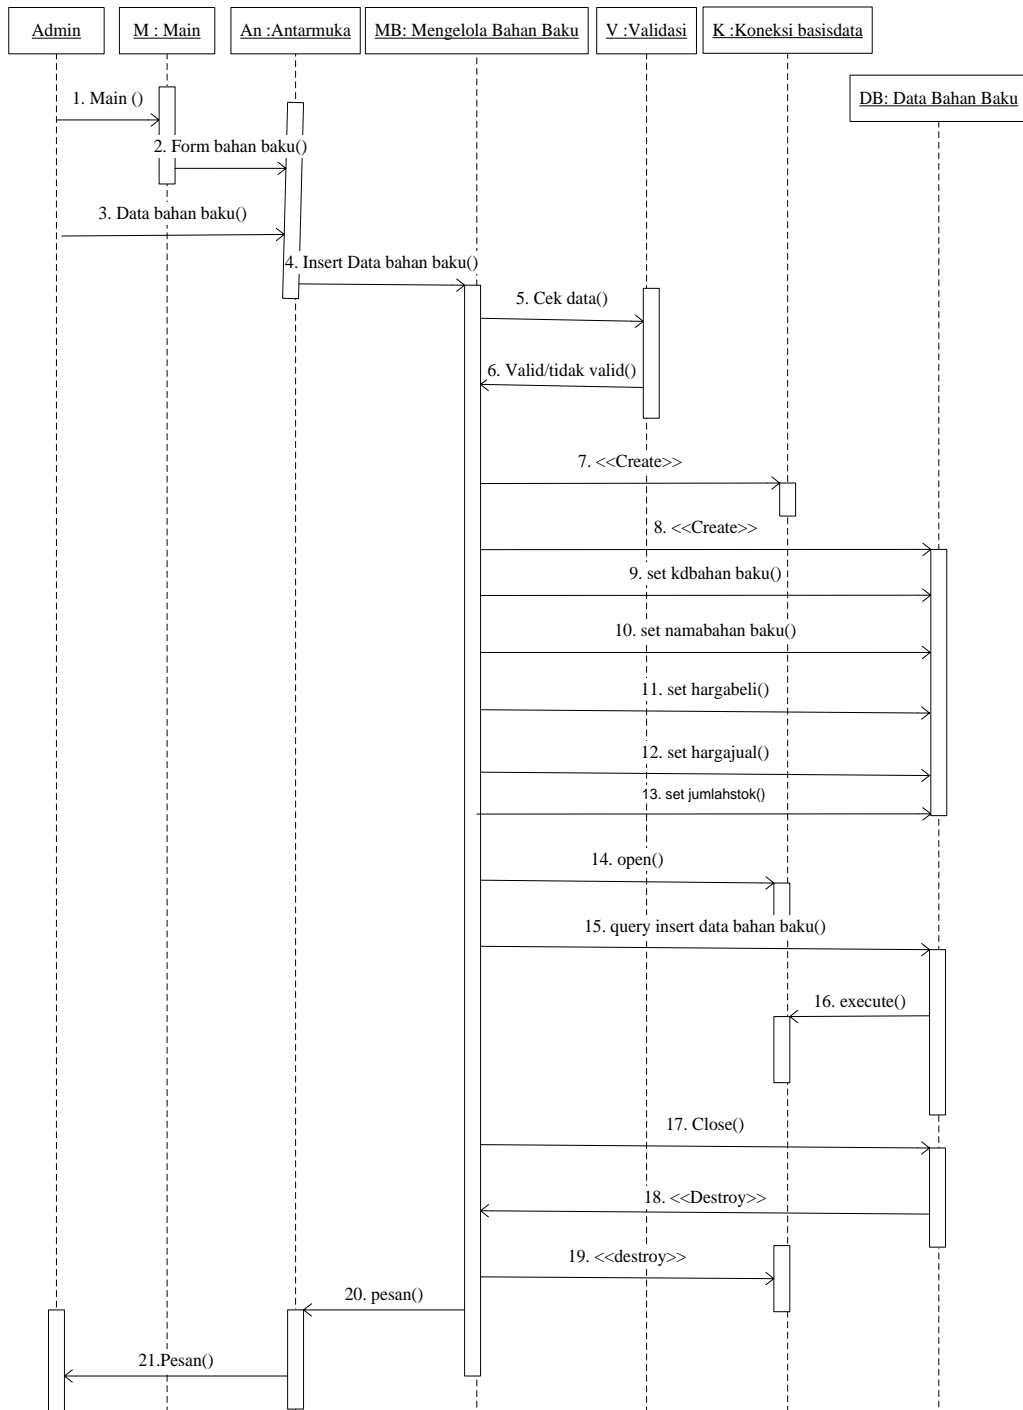 Admin
M : Main
An :Antarmuka
MB: Mengelola Bahan Baku
V :Validasi
K :Koneksi basisdata
DB: Data Bahan Baku
1. Main ()
2. Form bahan baku()
3. Data bahan baku()
4. Insert Data bahan baku()
5. Cek data()
6. Valid/tidak valid()
7. <<Create>>
8. <<Create>>
9. set kdbahan baku()
10. set namabahan baku()
11. set hargabeli()
12. set hargajual()
13. set jumlahstok()
14. open()
15. query insert data bahan baku()
16. execute()
17. Close()
18. <<Destroy>>
19. <<destroy>>
20. pesan()
21.Pesan()